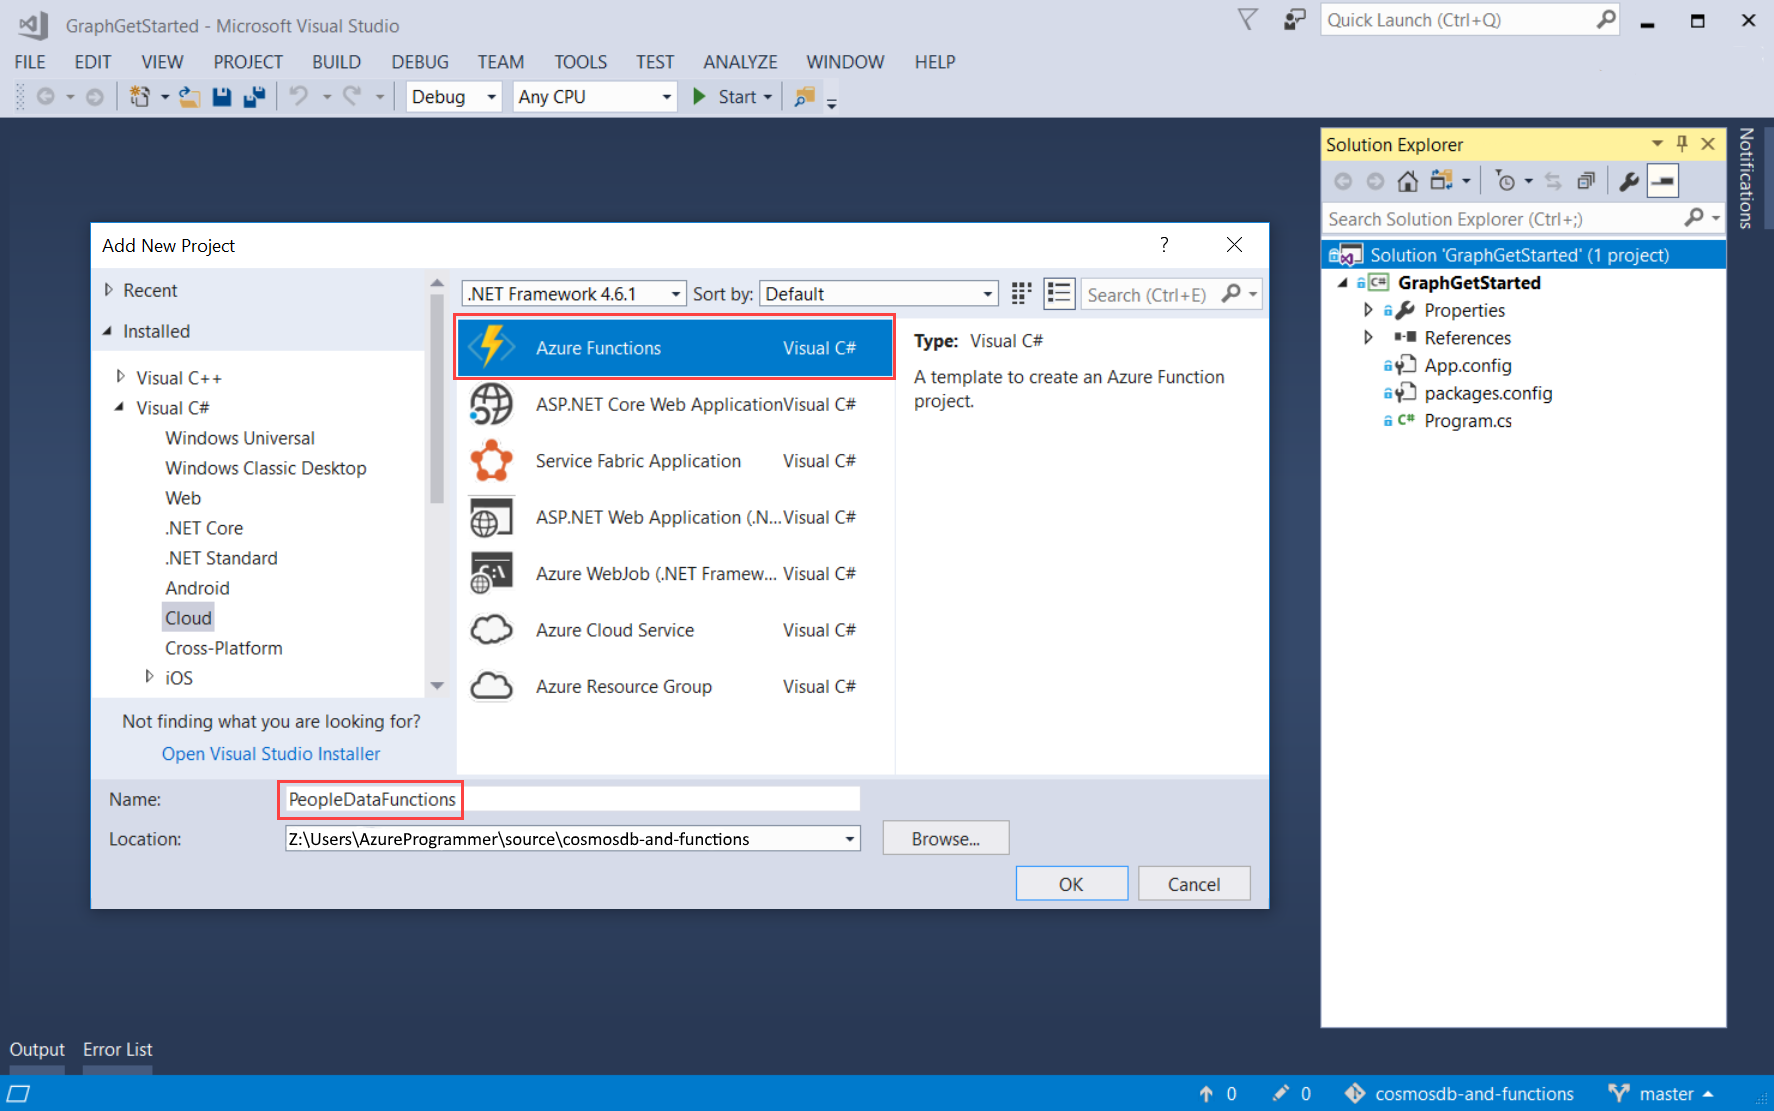 GraphGetStarted - Microsoft Visual Studio
Quick Launch (Ctrl+Q)
FILE EDIT VIEW PROJECT BUILD DEBUG TEAM TOOLS TEST ANALYZE WINDOW HELP
Debug Any CPU Start
Notifications
Solution Explorer
Search Solution Explorer (Ctrl+;)
Solution 'GraphGetStarted' (1 project)
C# GraphGetStarted
Properties
References
App.config
packages.config
C# Program.cs
Add New Project ?
Recent
Installed
Visual C++
Visual C#
Windows Universal
Windows Classic Desktop
Web
.NET Core
.NET Standard
Android
Cloud
Cross-Platform
iOS
Not finding what you are looking for?
Open Visual Studio Installer
.NET Framework 4.6.1 Sort by: Default Search (Ctrl+E)
Azure Functions Visual C#
ASP.NET Core Web Application Visual C#
Service Fabric Application Visual C#
ASP.NET Web Application (.N... Visual C#
Azure WebJob (.NET Framew... Visual C#
Azure Cloud Service Visual C#
Azure Resource Group Visual C#
Type: Visual C#
A template to create an Azure Function
project.
Name: PeopleDataFunctions
Location: Z:\Users\AzureProgrammer\source\cosmosdb-and-functions Browse...
OK Cancel
Output Error List
0 0 cosmosdb-and-functions master